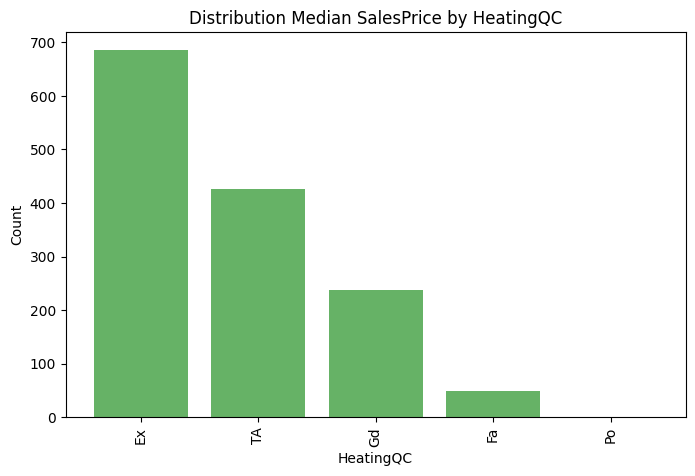 Distribution Median SalesPrice by HeatingQC
700
600
500
400
300
200
100
0
Count
Ex
TA
Gd
Fa
Po
HeatingQC